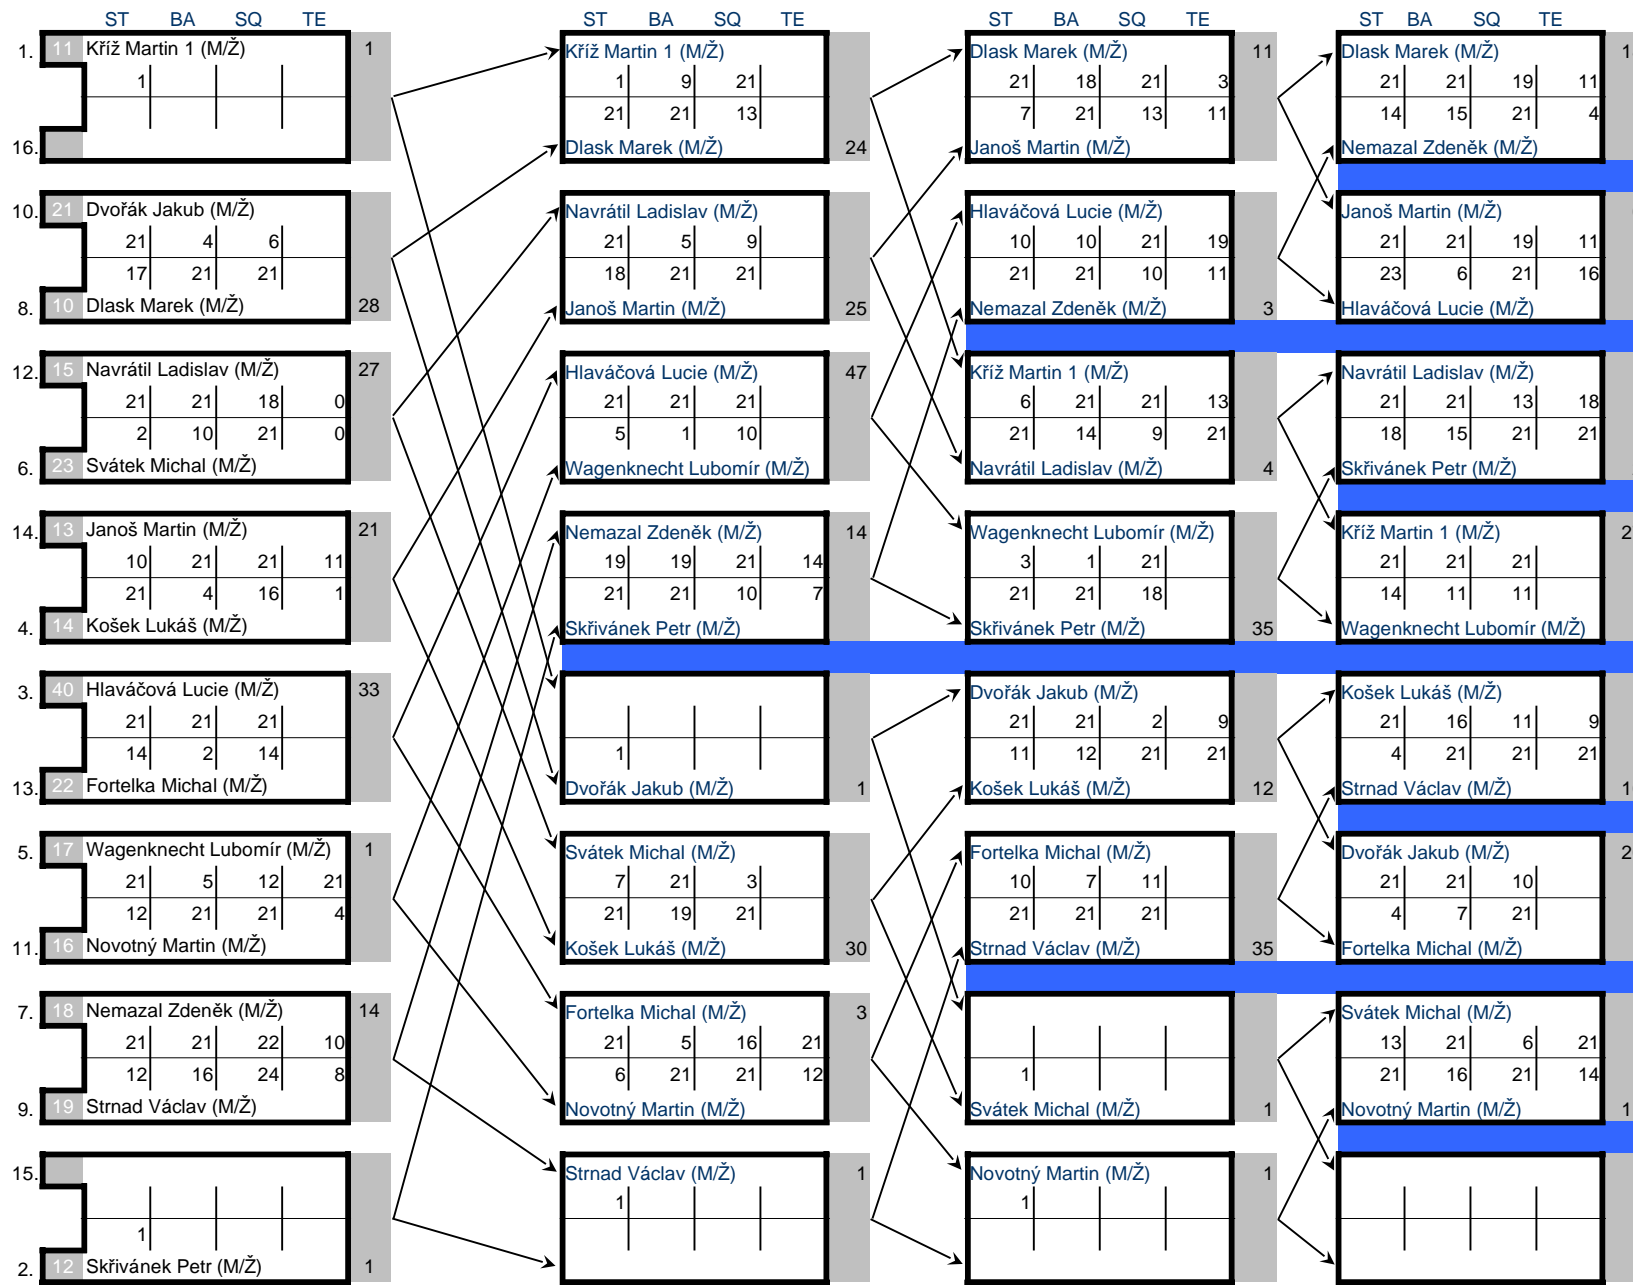 ST BA SQ TE
1. 11 Kříž Martin 1 (M/Ž) 1
1
16.
10. 21 Dvořák Jakub (M/Ž)
21 4 6
17 21 21
8. 10 Dlask Marek (M/Ž) 28
12. 15 Navrátil Ladislav (M/Ž) 27
21 21 18 0
2 10 21 0
6. 23 Svátek Michal (M/Ž)
14. 13 Janoš Martin (M/Ž) 21
10 21 21 11
21 4 16 1
4. 14 Košek Lukáš (M/Ž)
3. 40 Hlaváčová Lucie (M/Ž) 33
21 21 21
14 2 14
13. 22 Fortelka Michal (M/Ž)
5. 17 Wagenknecht Lubomír (M/Ž) 1
21 5 12 21
12 21 21 4
11. 16 Novotný Martin (M/Ž)
7. 18 Nemazal Zdeněk (M/Ž) 14
21 21 22 10
12 16 24 8
9. 19 Strnad Václav (M/Ž)
15.
1
2. 12 Skřivánek Petr (M/Ž) 1
ST BA SQ TE
Kříž Martin 1 (M/Ž)
1 9 21
21 21 13
Dlask Marek (M/Ž) 24
Navrátil Ladislav (M/Ž)
21 5 9
18 21 21
Janoš Martin (M/Ž) 25
Hlaváčová Lucie (M/Ž) 47
21 21 21
5 1 10
Wagenknecht Lubomír (M/Ž)
Nemazal Zdeněk (M/Ž) 14
19 19 21 14
21 21 10 7
Skřivánek Petr (M/Ž)
1
Dvořák Jakub (M/Ž) 1
Svátek Michal (M/Ž)
7 21 3
21 19 21
Košek Lukáš (M/Ž) 30
Fortelka Michal (M/Ž) 3
21 5 16 21
6 21 21 12
Novotný Martin (M/Ž)
Strnad Václav (M/Ž) 1
1
ST BA SQ TE
Dlask Marek (M/Ž) 11
21 18 21 3
7 21 13 11
Janoš Martin (M/Ž)
Hlaváčová Lucie (M/Ž)
10 10 21 19
21 21 10 11
Nemazal Zdeněk (M/Ž) 3
Kříž Martin 1 (M/Ž)
6 21 21 13
21 14 9 21
Navrátil Ladislav (M/Ž) 4
Wagenknecht Lubomír (M/Ž)
3 1 21
21 21 18
Skřivánek Petr (M/Ž) 35
Dvořák Jakub (M/Ž)
21 21 2 9
11 12 21 21
Košek Lukáš (M/Ž) 12
Fortelka Michal (M/Ž)
10 7 11
21 21 21
Strnad Václav (M/Ž) 35
1
Svátek Michal (M/Ž) 1
Novotný Martin (M/Ž) 1
1
ST BA SQ TE
Dlask Marek (M/Ž) 1
21 21 19 11
14 15 21 4
Nemazal Zdeněk (M/Ž)
Janoš Martin (M/Ž)
21 21 19 11
23 6 21 16
Hlaváčová Lucie (M/Ž)
Navrátil Ladislav (M/Ž)
21 21 13 18
18 15 21 21
Skřivánek Petr (M/Ž)
Kříž Martin 1 (M/Ž) 2
21 21 21
14 11 11
Wagenknecht Lubomír (M/Ž)
Košek Lukáš (M/Ž)
21 16 11 9
4 21 21 21
Strnad Václav (M/Ž) 1
Dvořák Jakub (M/Ž) 2
21 21 10
4 7 21
Fortelka Michal (M/Ž)
Svátek Michal (M/Ž)
13 21 6 21
21 16 21 14
Novotný Martin (M/Ž) 1